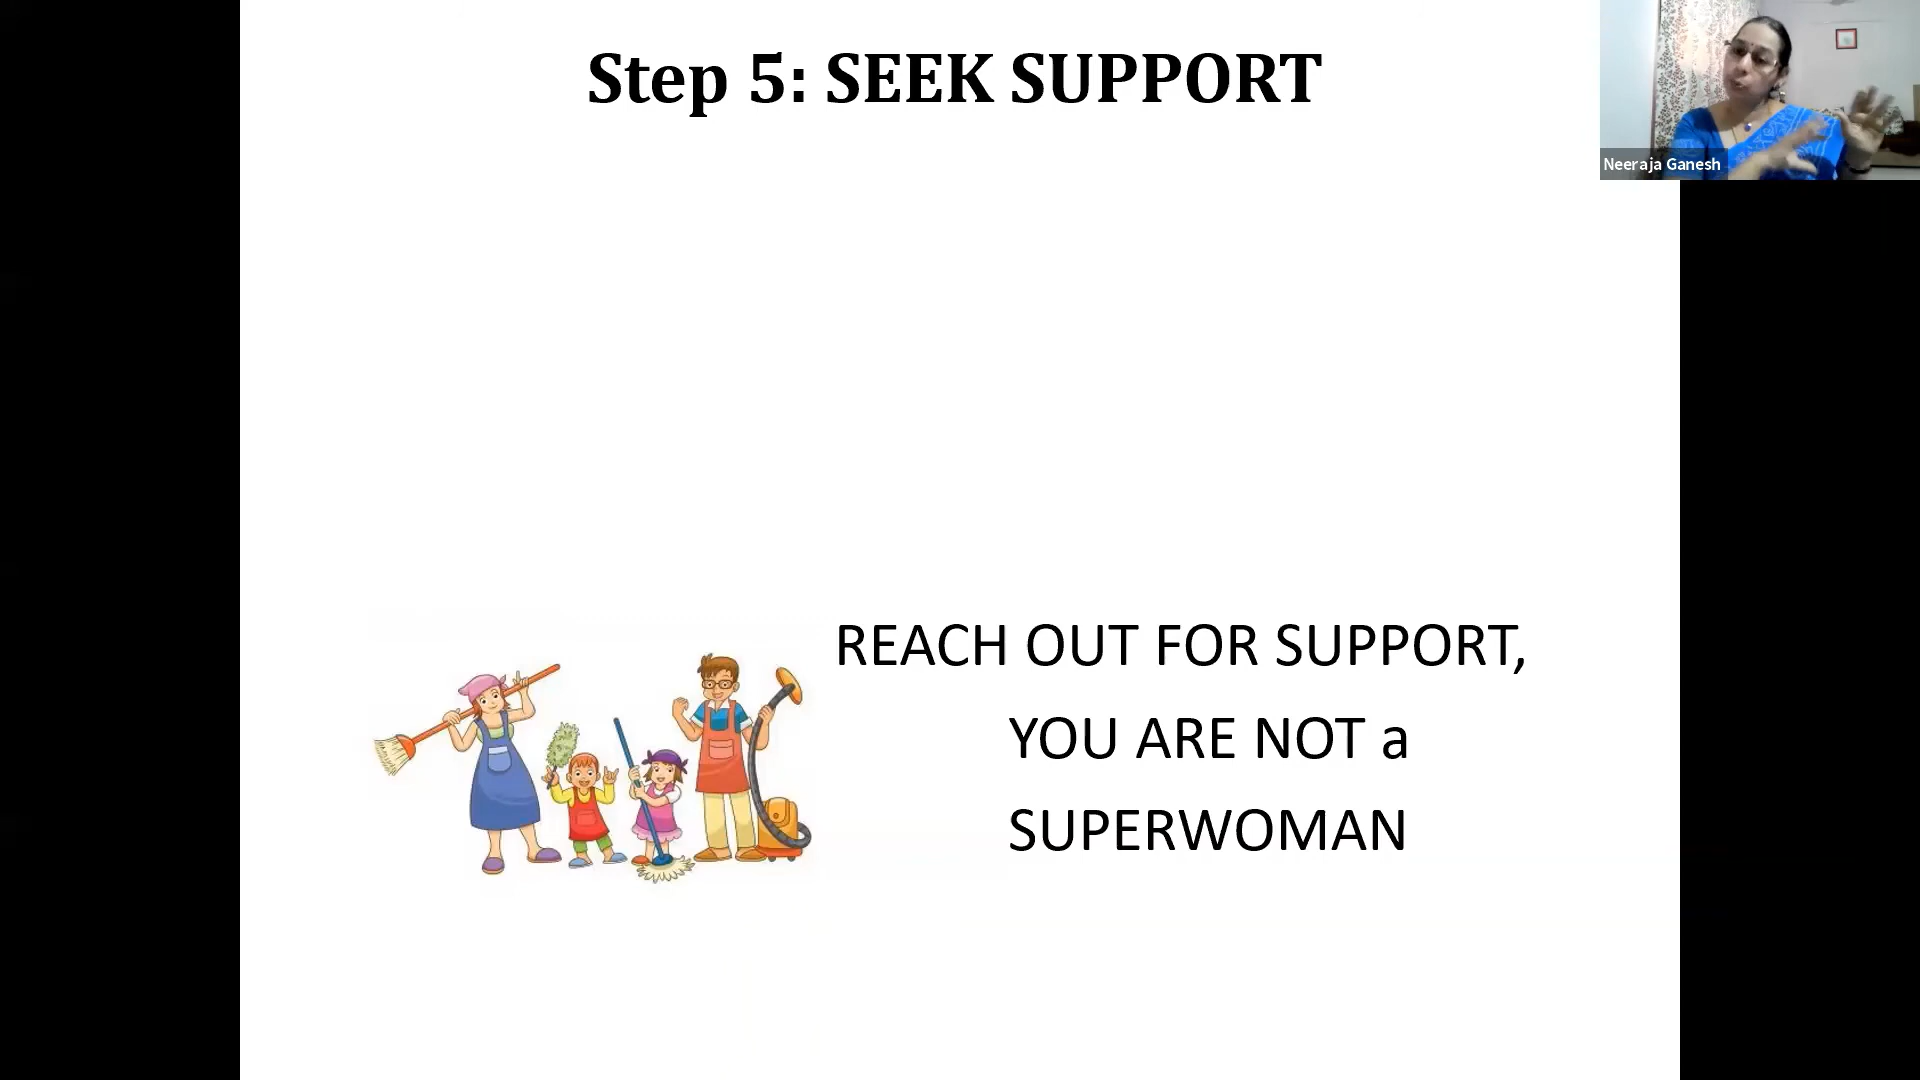 Step 5: SEEK SUPPORT
Neeraja Ganesh
REACH OUT FOR SUPPORT,
YOU ARE NOT a
SUPERWOMAN